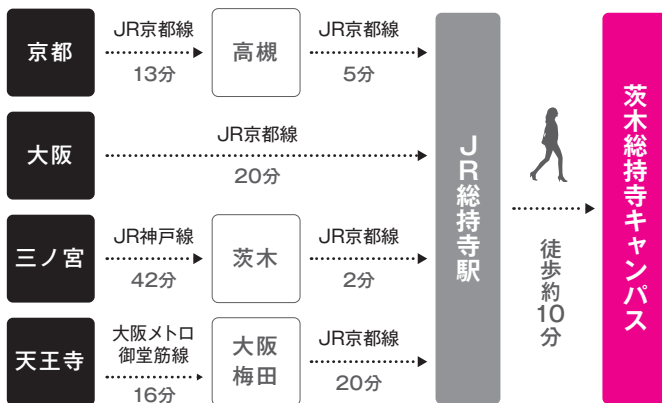 京都
JR京都線
13分
高槻
JR京都線
5分
大阪
JR京都線
20分
三ノ宮
JR神戸線
42分
茨木
JR京都線
2分
天王寺
大阪メトロ
御堂筋線
16分
大阪
梅田
JR京都線
20分
JR総持寺駅
徒歩約10分
茨木総持寺キャンパス